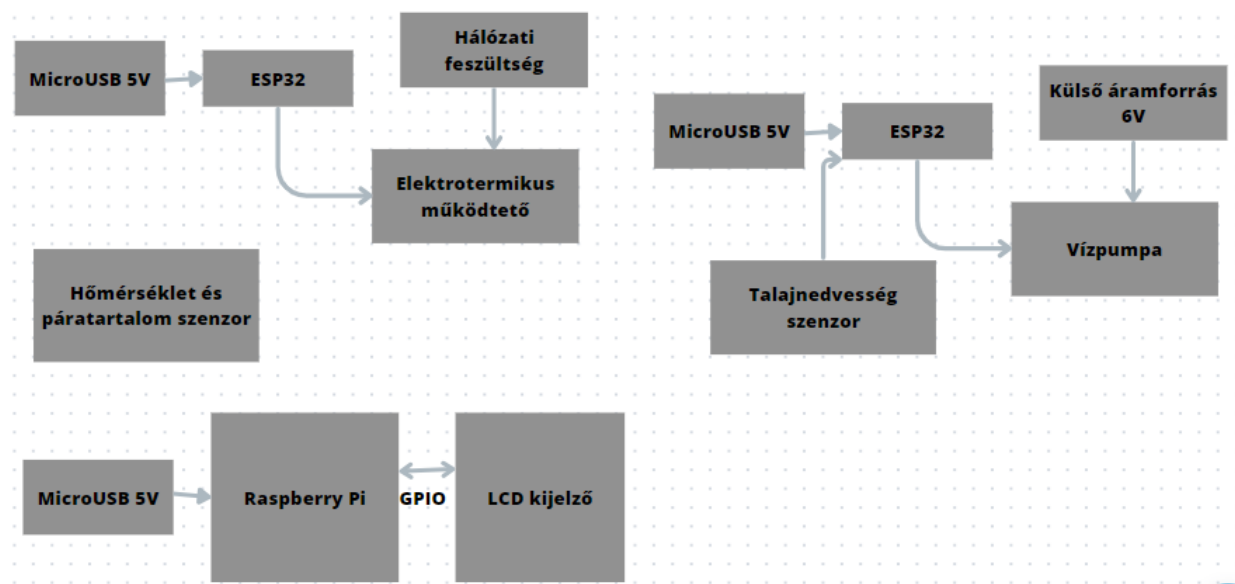 MicroUSB 5V
ESP32
Hálózati
feszültség
Elektrotermikus
működtető
Hőmérséklet és
páratartalom szenzor
MicroUSB 5V
ESP32
Külső áramforrás
6V
Talajnedvesség
szenzor
Vízpumpa
MicroUSB 5V
Raspberry Pi
GPIO
LCD kijelző